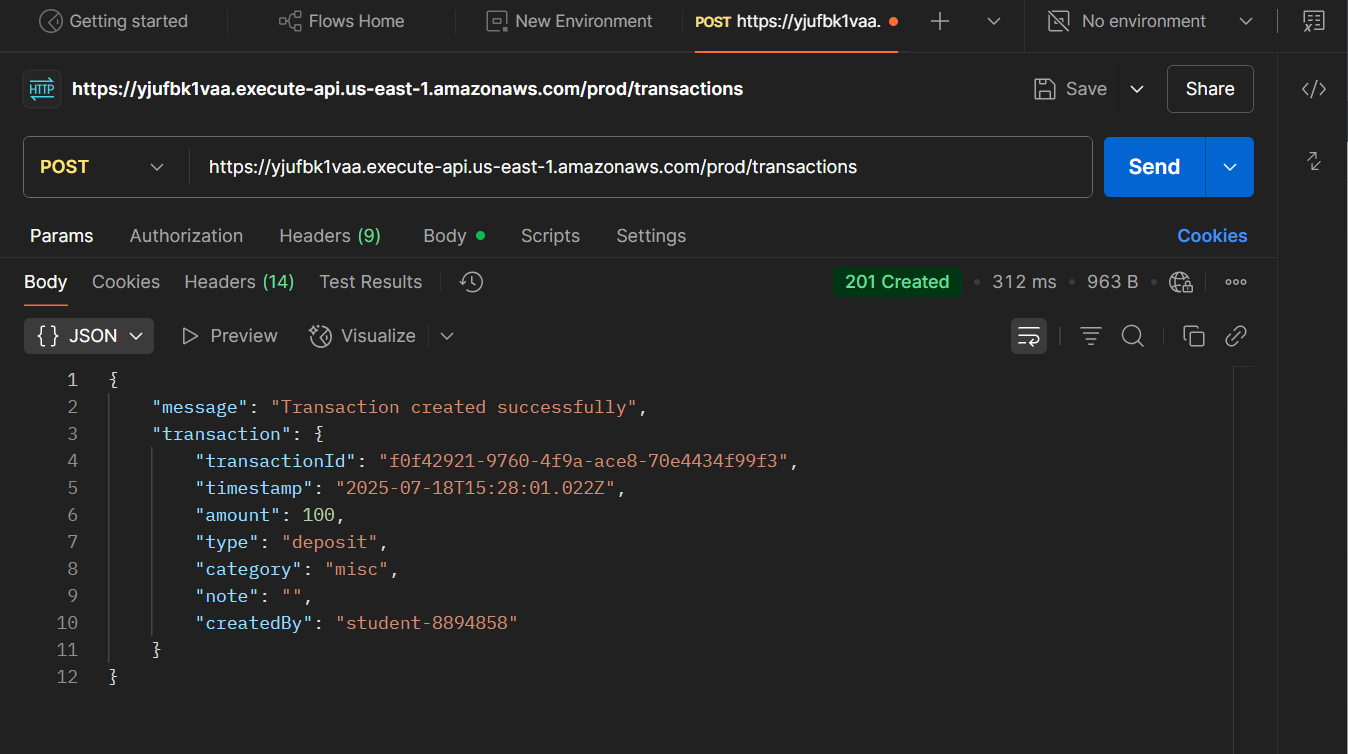 Getting started Flows Home New Environment POST https://yjufbk1vaa. No environment
HTTP https://yjufbk1vaa.execute-api.us-east-1.amazonaws.com/prod/transactions Save Share
POST https://yjufbk1vaa.execute-api.us-east-1.amazonaws.com/prod/transactions Send
Params Authorization Headers (9) Body Scripts Settings Cookies
Body Cookies Headers (14) Test Results 201 Created 312 ms 963 B
{} JSON Preview Visualize
1 {
2 "message": "Transaction created successfully",
3 "transaction": {
4 "transactionId": "f0f42921-9760-4f9a-ace8-70e4434f99f3",
5 "timestamp": "2025-07-18T15:28:01.022Z",
6 "amount": 100,
7 "type": "deposit",
8 "category": "misc",
9 "note": "",
10 "createdBy": "student-8894858"
11 }
12 }